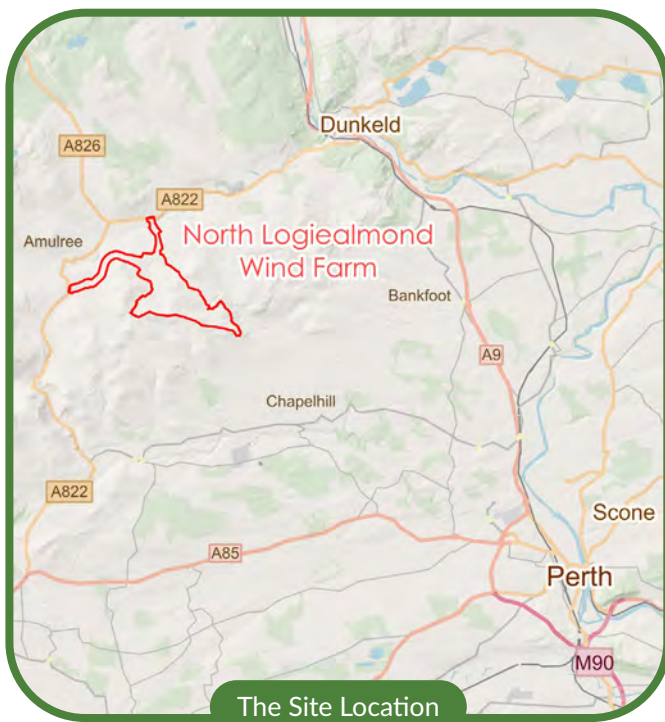 Dunkeld
A826
A822
Amulree
North Logiealmond
Wind Farm
Bankfoot
A9
Chapelhill
A822
Scone
A85
Perth
M90
The Site Location